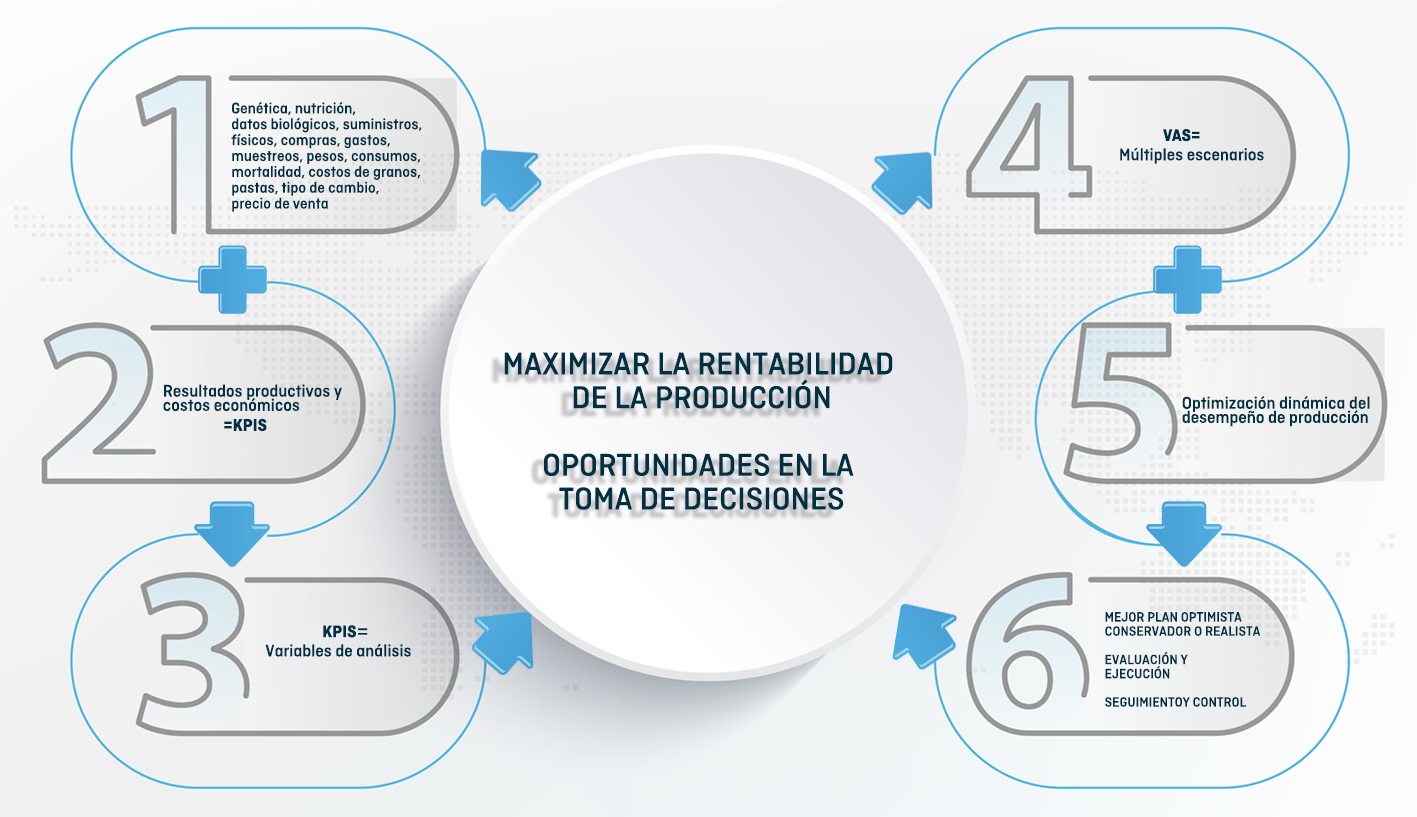 1
Genética, nutrición,
datos biológicos, suministros,
físicos, compras, gastos,
muestreos, pesos, consumos,
mortalidad, costos de granos,
pastas, tipo de cambio,
precio de venta
2
Resultados productivos y
costos económicos
=KPIS
3
KPIS=
Variables de análisis
MAXIMIZAR LA RENTABILIDAD
DE LA PRODUCCIÓN
OPORTUNIDADES EN LA
TOMA DE DECISIONES
4
VAS=
Múltiples escenarios
5
Optimización dinámica del
desempeño de producción
6
MEJOR PLAN OPTIMISTA
CONSERVADOR O REALISTA
EVALUACIÓN Y
EJECUCIÓN
SEGUIMIENTOY CONTROL